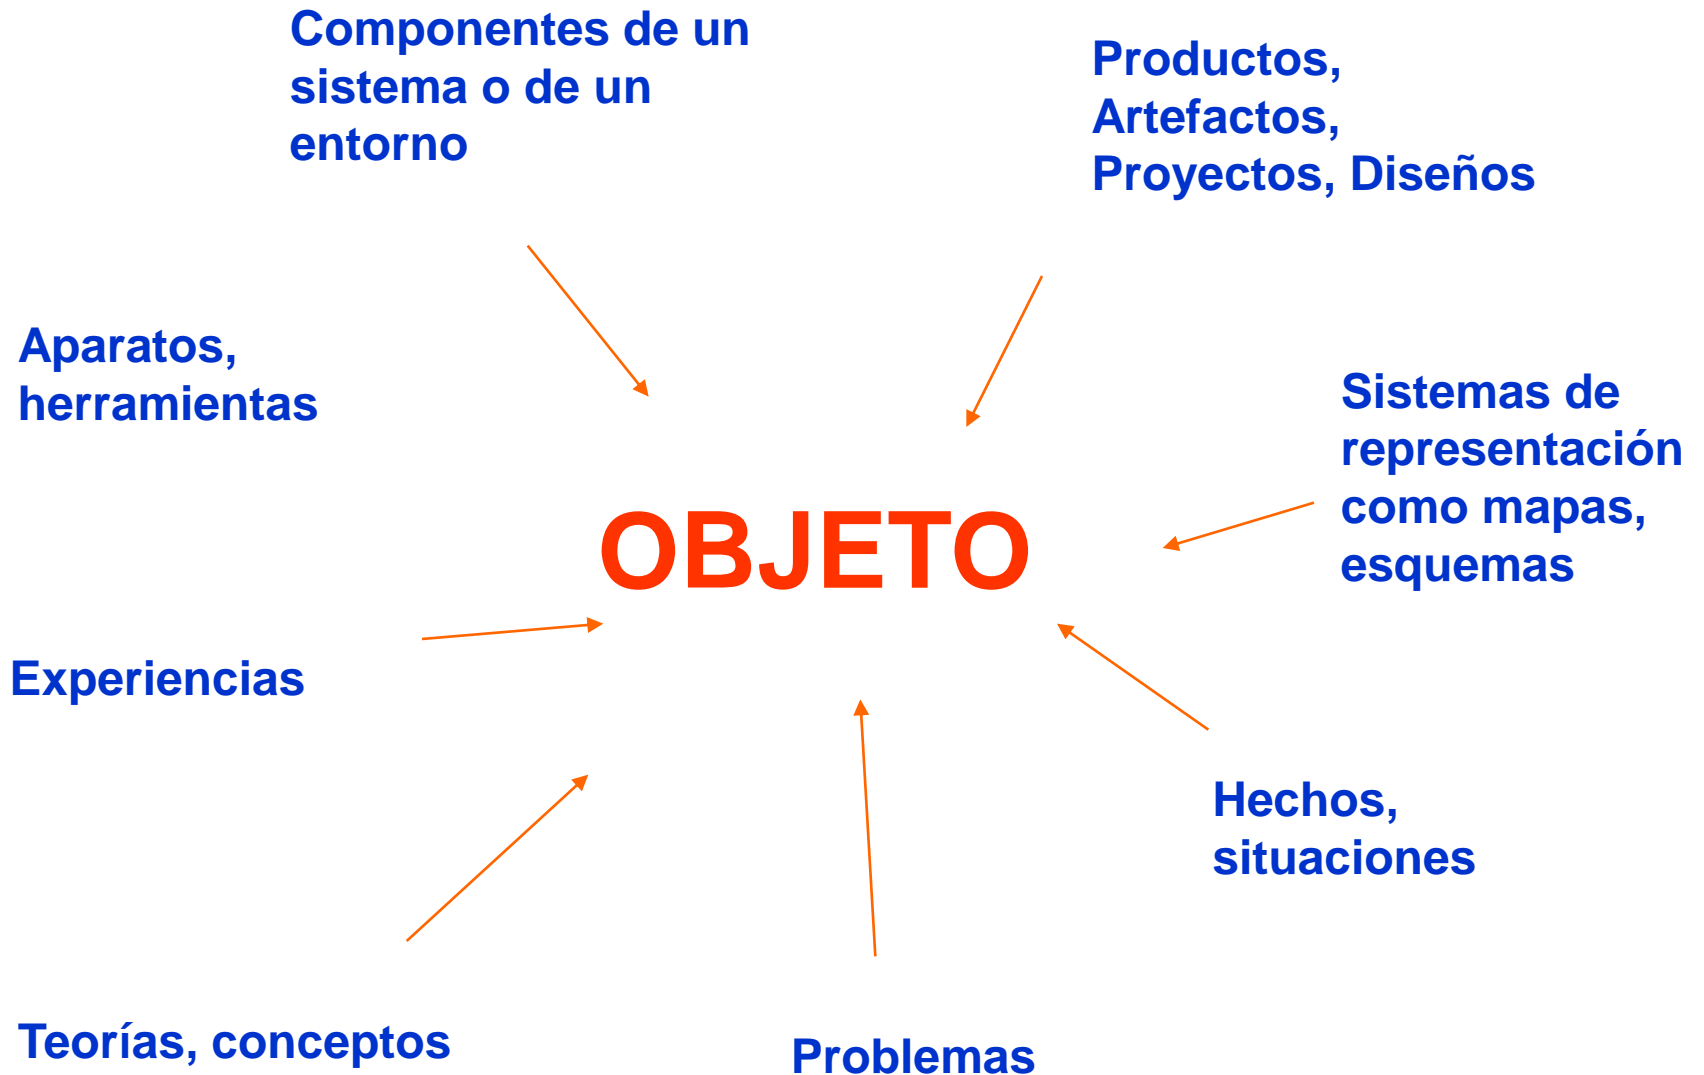 Componentes de un
sistema o de un
entorno
Productos,
Artefactos,
Proyectos, Diseños
Aparatos,
herramientas
Sistemas de
representación
como mapas,
esquemas
OBJETO
Experiencias
Hechos,
situaciones
Teorías, conceptos
Problemas